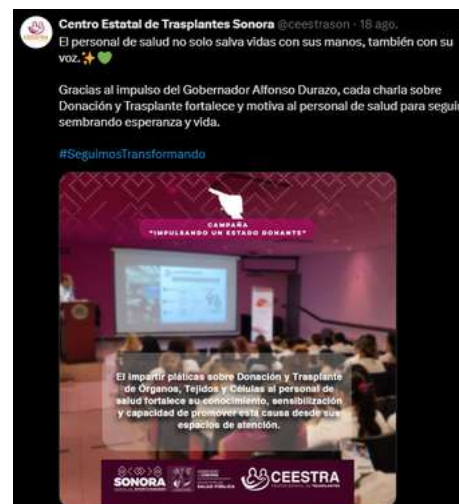 Centro Estatal de Trasplantes Sonora @ceestrason · 18 ago.
El personal de salud no solo salva vidas con sus manos, también con su
voz.✨💚
Gracias al impulso del Gobernador Alfonso Durazo, cada charla sobre
Donación y Trasplante fortalece y motiva al personal de salud para segui
sembrando esperanza y vida.
#SeguimosTransformando
CAMPAÑA
"IMPULSANDO UN ESTADO DONANTE"
El impartir pláticas sobre Donación y Trasplante
de Órganos, Tejidos y Células al personal de
salud fortalece su conocimiento, sensibilización
y capacidad de promover esta causa desde sus
espacios de atención.
SONORA
SALUD PÚBLICA
CEESTRA